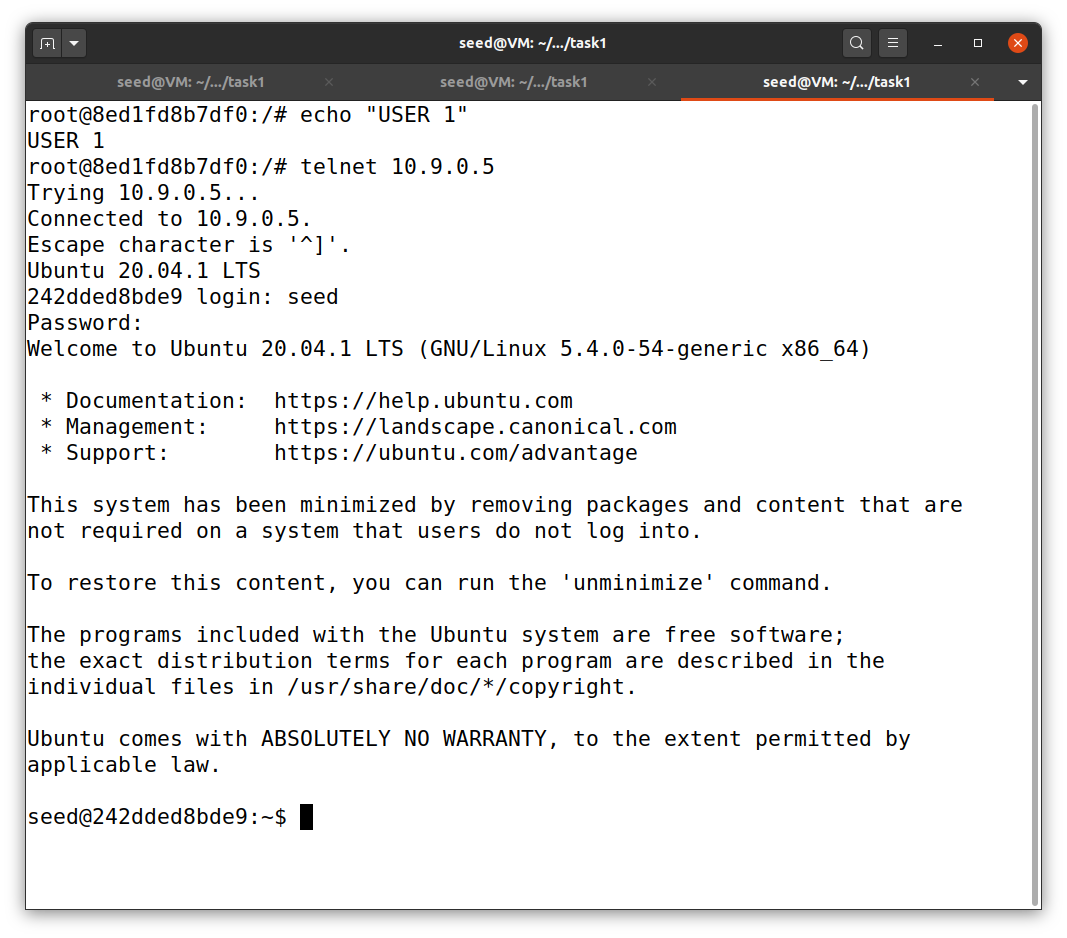 seed@VM: ~/.../task1
seed@VM: ~/.../task1 seed@VM: ~/.../task1 seed@VM: ~/.../task1
root@8ed1fd8b7df0:/# echo "USER 1"
USER 1
root@8ed1fd8b7df0:/# telnet 10.9.0.5
Trying 10.9.0.5...
Connected to 10.9.0.5.
Escape character is '^]'.
Ubuntu 20.04.1 LTS
242dded8bde9 login: seed
Password:
Welcome to Ubuntu 20.04.1 LTS (GNU/Linux 5.4.0-54-generic x86_64)
* Documentation:  https://help.ubuntu.com
* Management:     https://landscape.canonical.com
* Support:        https://ubuntu.com/advantage
This system has been minimized by removing packages and content that are
not required on a system that users do not log into.
To restore this content, you can run the 'unminimize' command.
The programs included with the Ubuntu system are free software;
the exact distribution terms for each program are described in the
individual files in /usr/share/doc/*/copyright.
Ubuntu comes with ABSOLUTELY NO WARRANTY, to the extent permitted by
applicable law.
seed@242dded8bde9:~$